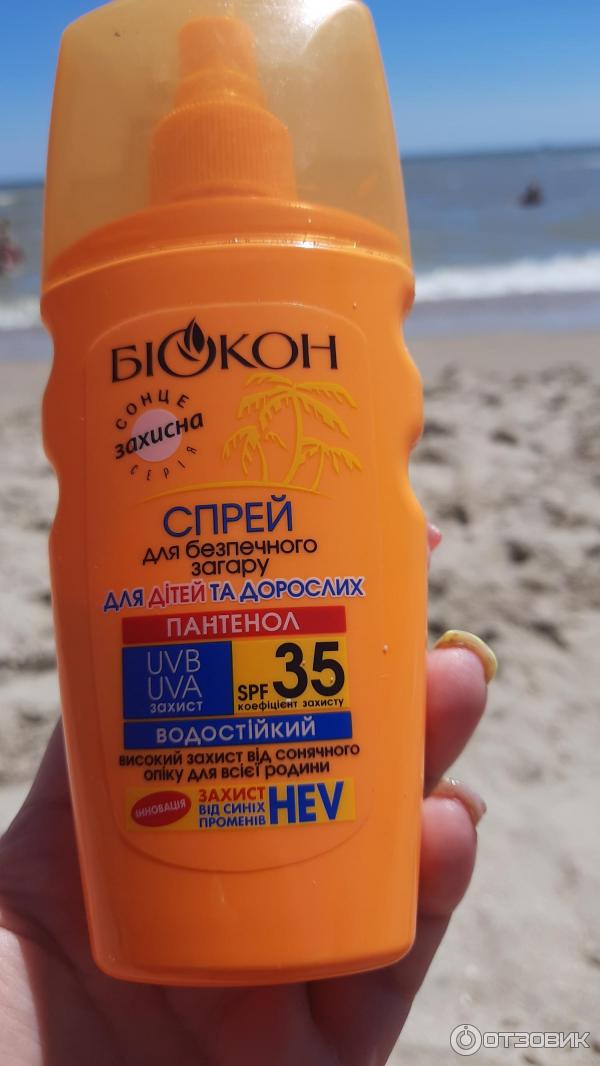 БІОКОН
СОНЦЕ
захисна
СЕРІЯ
СПРЕЙ
для безпечного
загару
ДЛЯ ДІТЕЙ ТА ДОРОСЛИХ
ПАНТЕНОЛ
UVB
UVA
ЗАХИСТ
SPF 35
коефіцієнт захисту
ВОДОСТІЙКИЙ
ВИСОКИЙ ЗАХИСТ ВІД СОНЯЧНОГО
ОПІКУ ДЛЯ ВСІЄЇ РОДИНИ
ІННОВАЦІЯ
ЗАХИСТ
ВІД СИНІХ
ПРОМЕНІВ
HEV
ОТЗОВИК